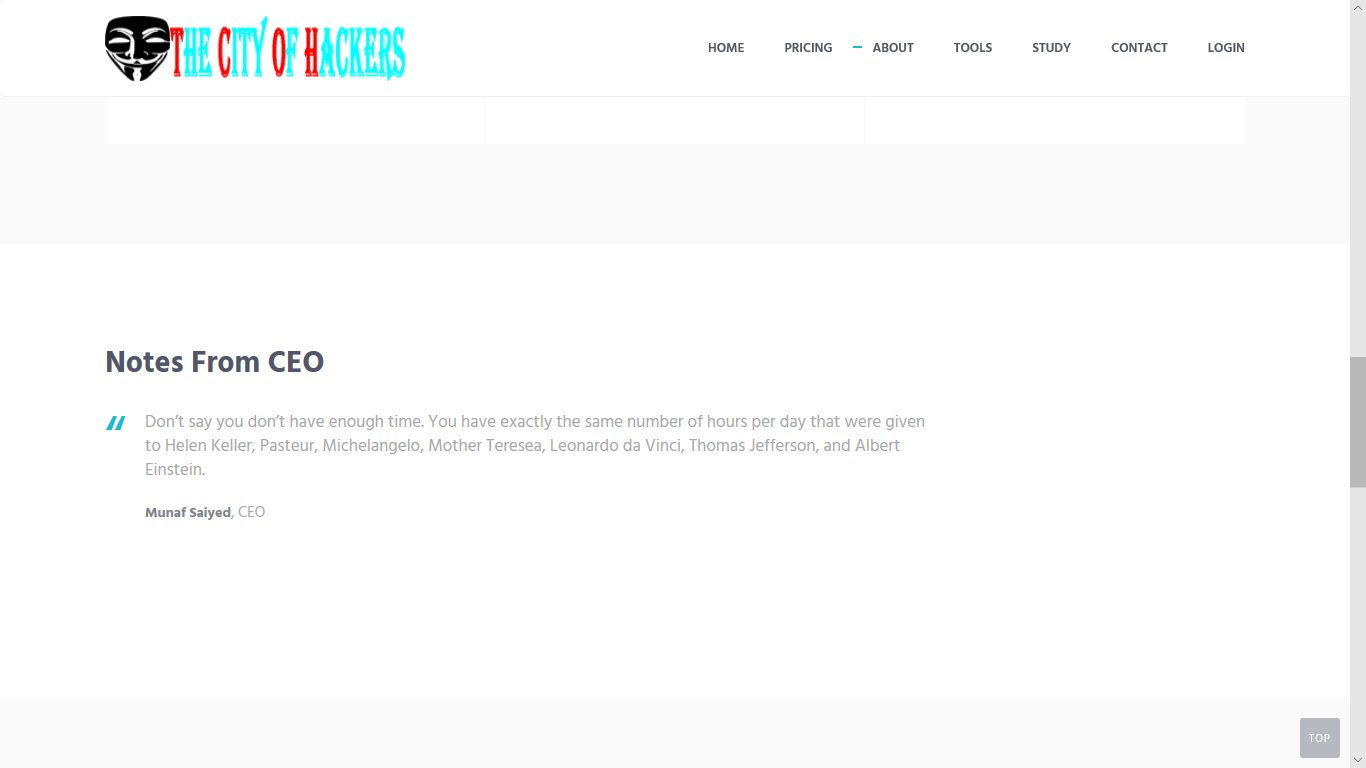 THE CITY OF HACKERS
HOME PRICING ABOUT TOOLS STUDY CONTACT LOGIN
Notes From CEO
Don’t say you don’t have enough time. You have exactly the same number of hours per day that were given
to Helen Keller, Pasteur, Michelangelo, Mother Teresea, Leonardo da Vinci, Thomas Jefferson, and Albert
Einstein.
Munaf Saiyed, CEO
TOP